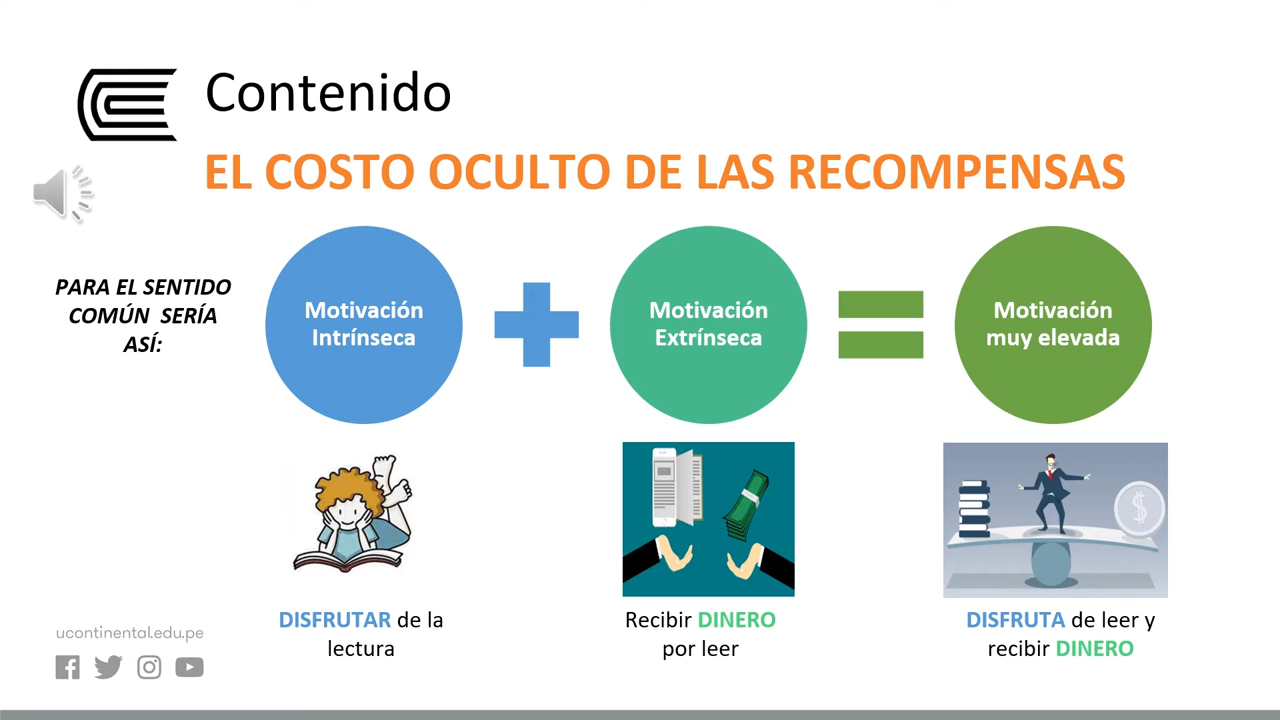 Contenido
EL COSTO OCULTO DE LAS RECOMPENSAS
PARA EL SENTIDO
COMÚN SERÍA
ASÍ:
Motivación
Intrínseca
Motivación
Extrínseca
Motivación
muy elevada
DISFRUTAR de la
lectura
Recibir DINERO
por leer
DISFRUTA de leer y
recibir DINERO
ucontinental.edu.pe